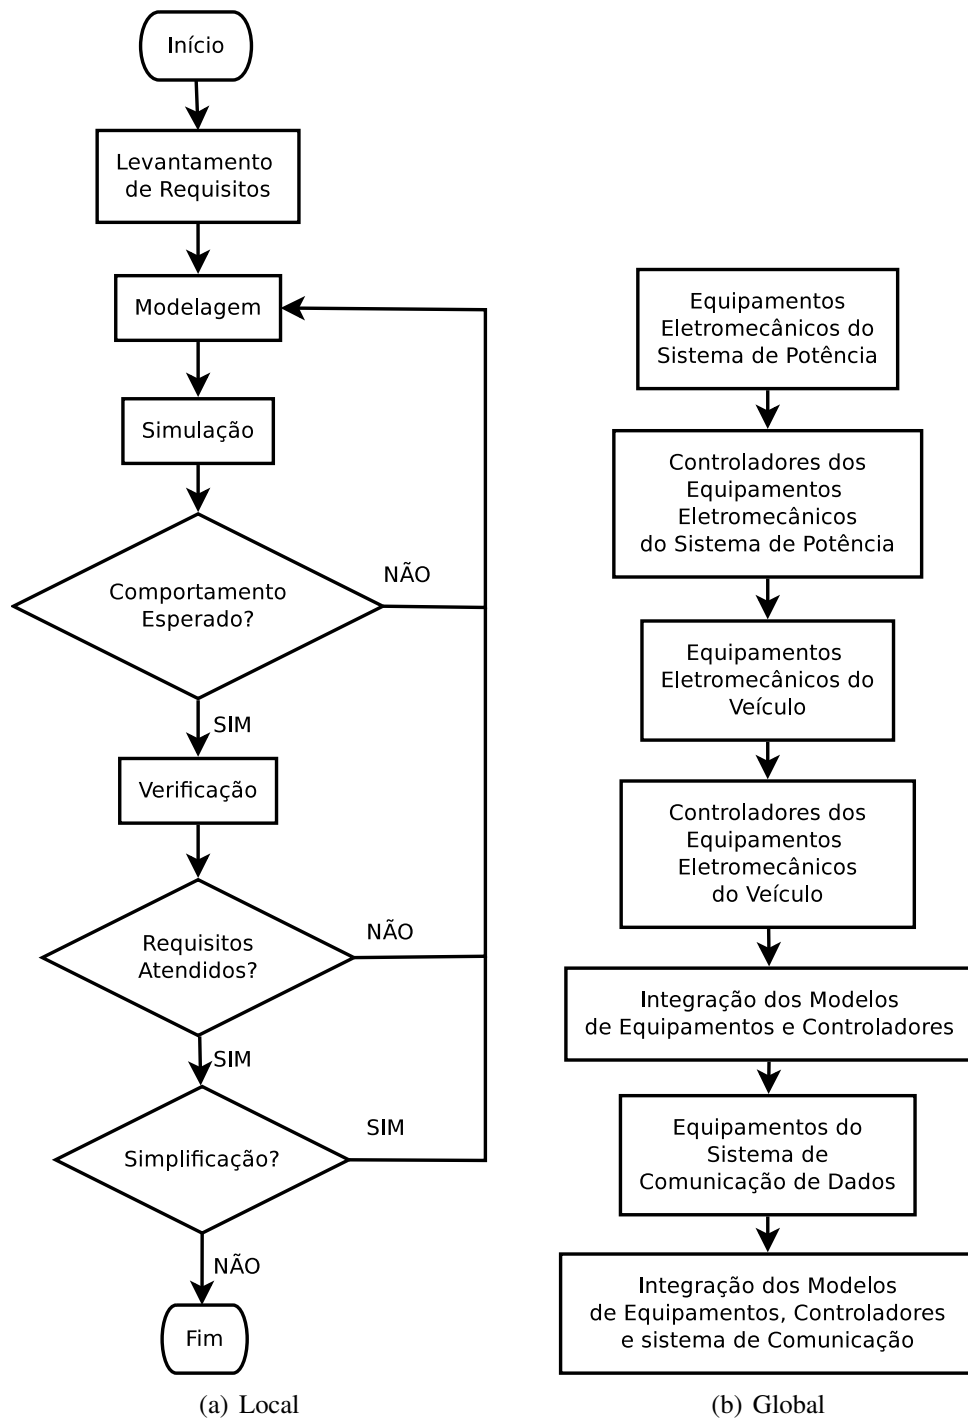 Início
Levantamento
de Requisitos
Modelagem
Simulação
Comportamento
Esperado?
NÃO
SIM
Verificação
Requisitos
Atendidos?
NÃO
SIM
Simplificação?
SIM
NÃO
Fim
(a) Local
Equipamentos
Eletromecânicos do
Sistema de Potência
Controladores dos
Equipamentos
Eletromecânicos
do Sistema de Potência
Equipamentos
Eletromecânicos do
Veículo
Controladores dos
Equipamentos
Eletromecânicos
do Veículo
Integração dos Modelos
de Equipamentos e Controladores
Equipamentos do
Sistema de
Comunicação de Dados
Integração dos Modelos
de Equipamentos, Controladores
e sistema de Comunicação
(b) Global